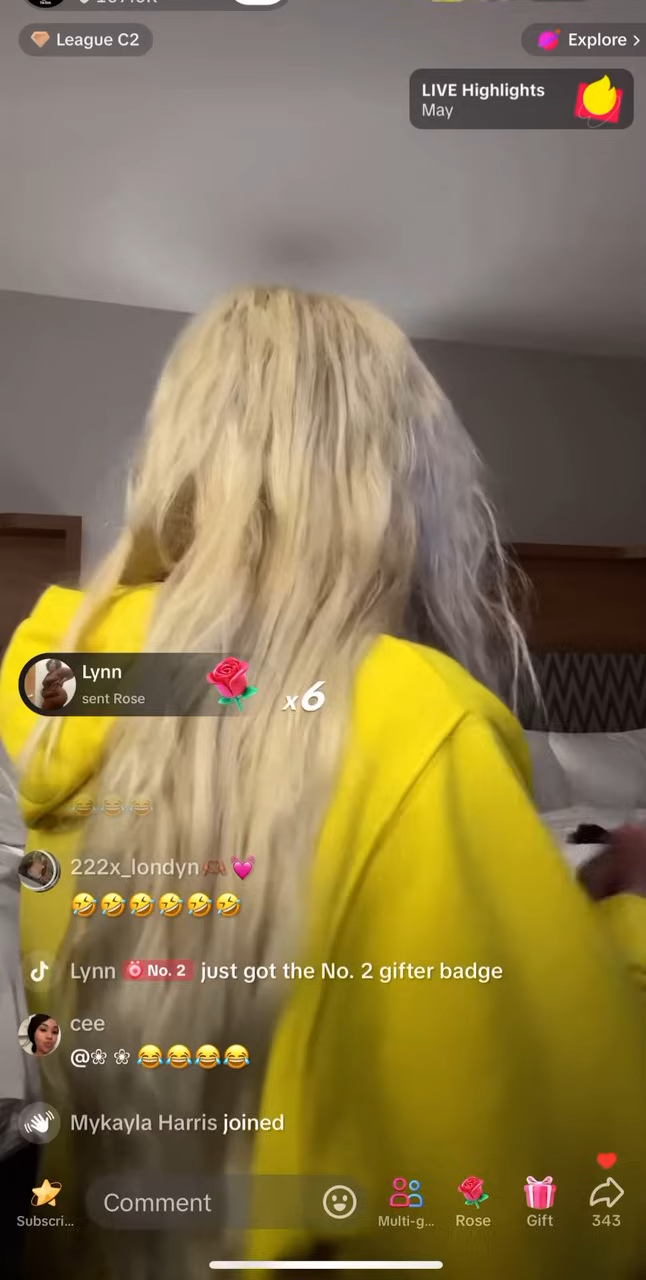 League C2
Explore >
LIVE Highlights
May
Lynn
sent Rose
x6
😂😂😂
222x_londyn🙈💓
🤣🤣🤣🤣🤣🤣
Lynn No. 2 just got the No. 2 gifter badge
cee
@❀ ❀ 😂😂😂😂
Mykayla Harris joined
Comment
Subscri...
Multi-g...
Rose
Gift
343